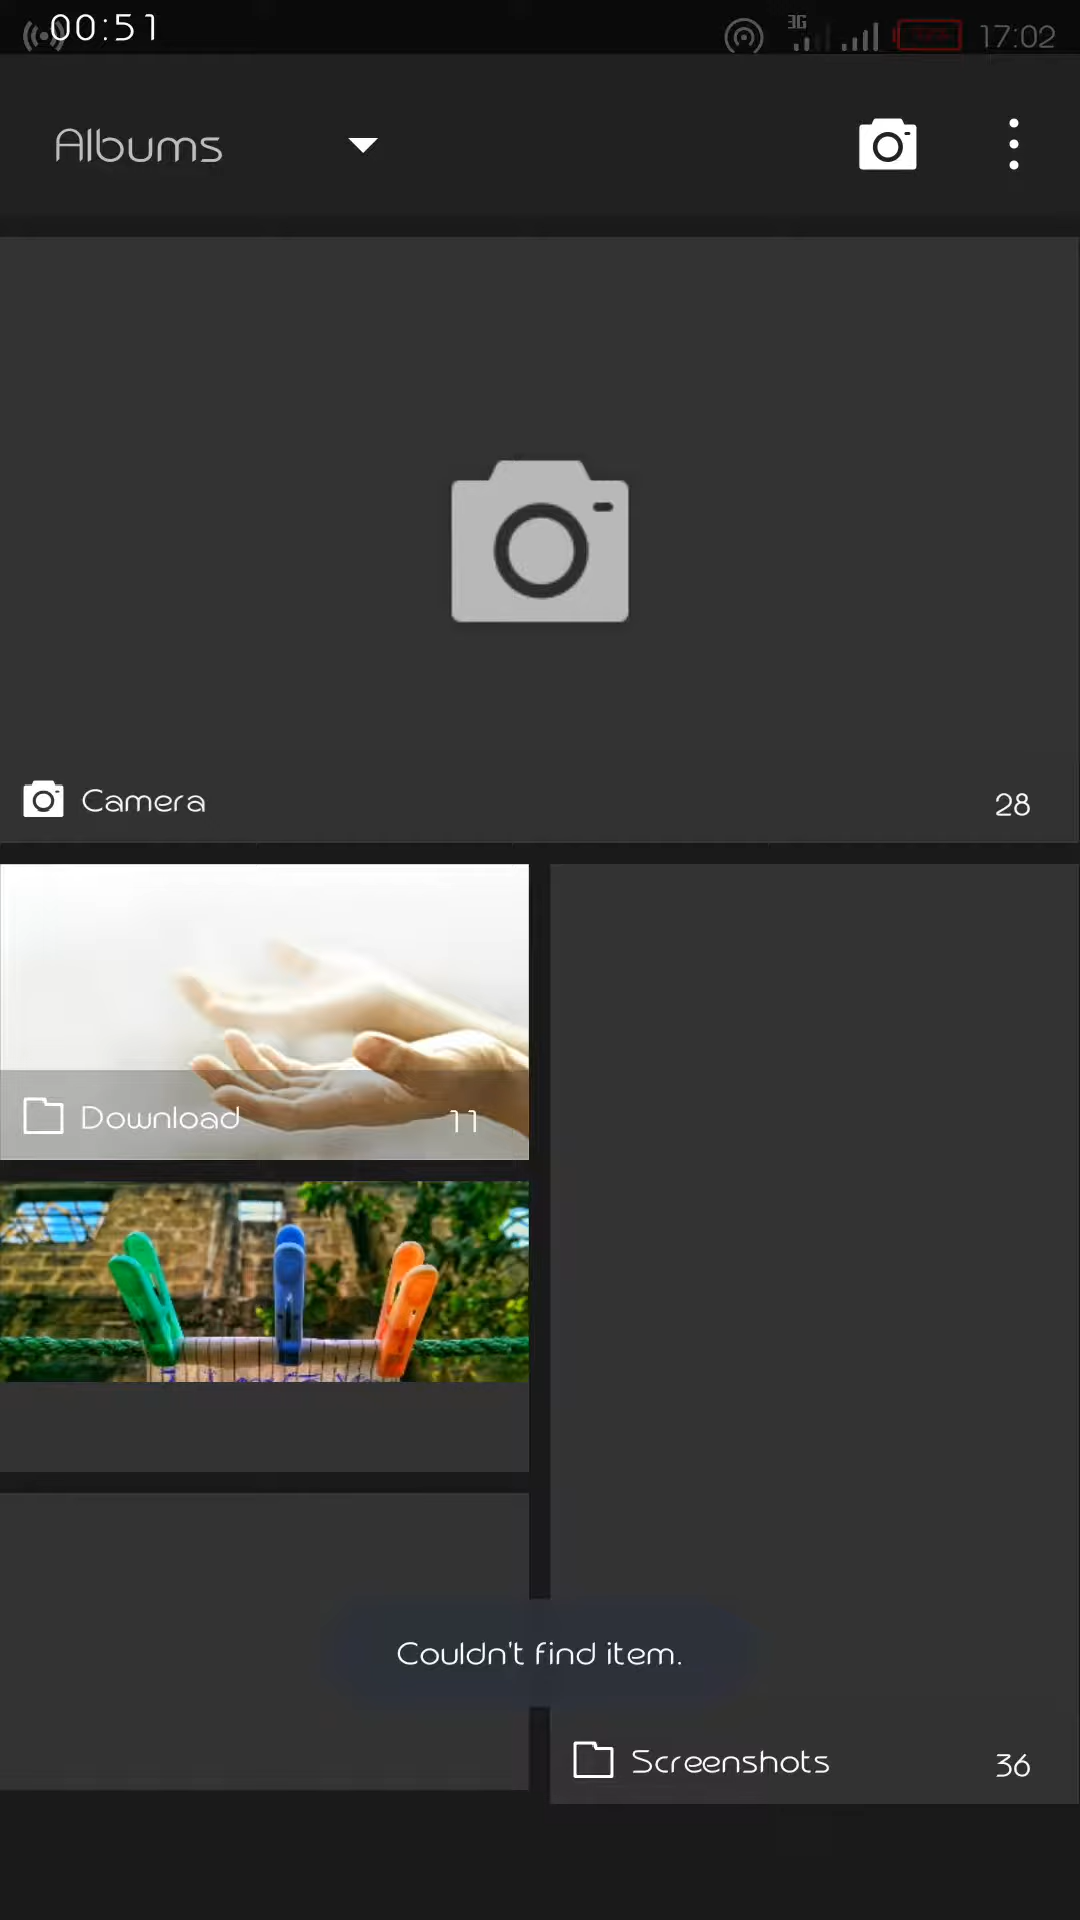 00:51
3G
17:02
Albums
Camera
28
Download
11
Couldn't find item.
Screenshots
36